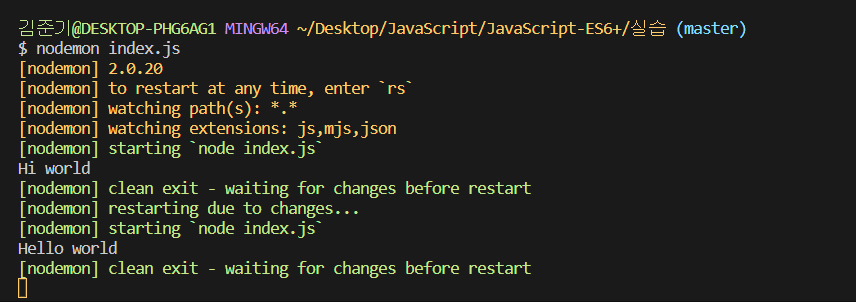 김준기@DESKTOP-PHG6AG1 MINGW64 ~/Desktop/JavaScript/JavaScript-ES6+/실습 (master)
$ nodemon index.js
[nodemon] 2.0.20
[nodemon] to restart at any time, enter `rs`
[nodemon] watching path(s): *.*
[nodemon] watching extensions: js,mjs,json
[nodemon] starting `node index.js`
Hi world
[nodemon] clean exit - waiting for changes before restart
[nodemon] restarting due to changes...
[nodemon] starting `node index.js`
Hello world
[nodemon] clean exit - waiting for changes before restart